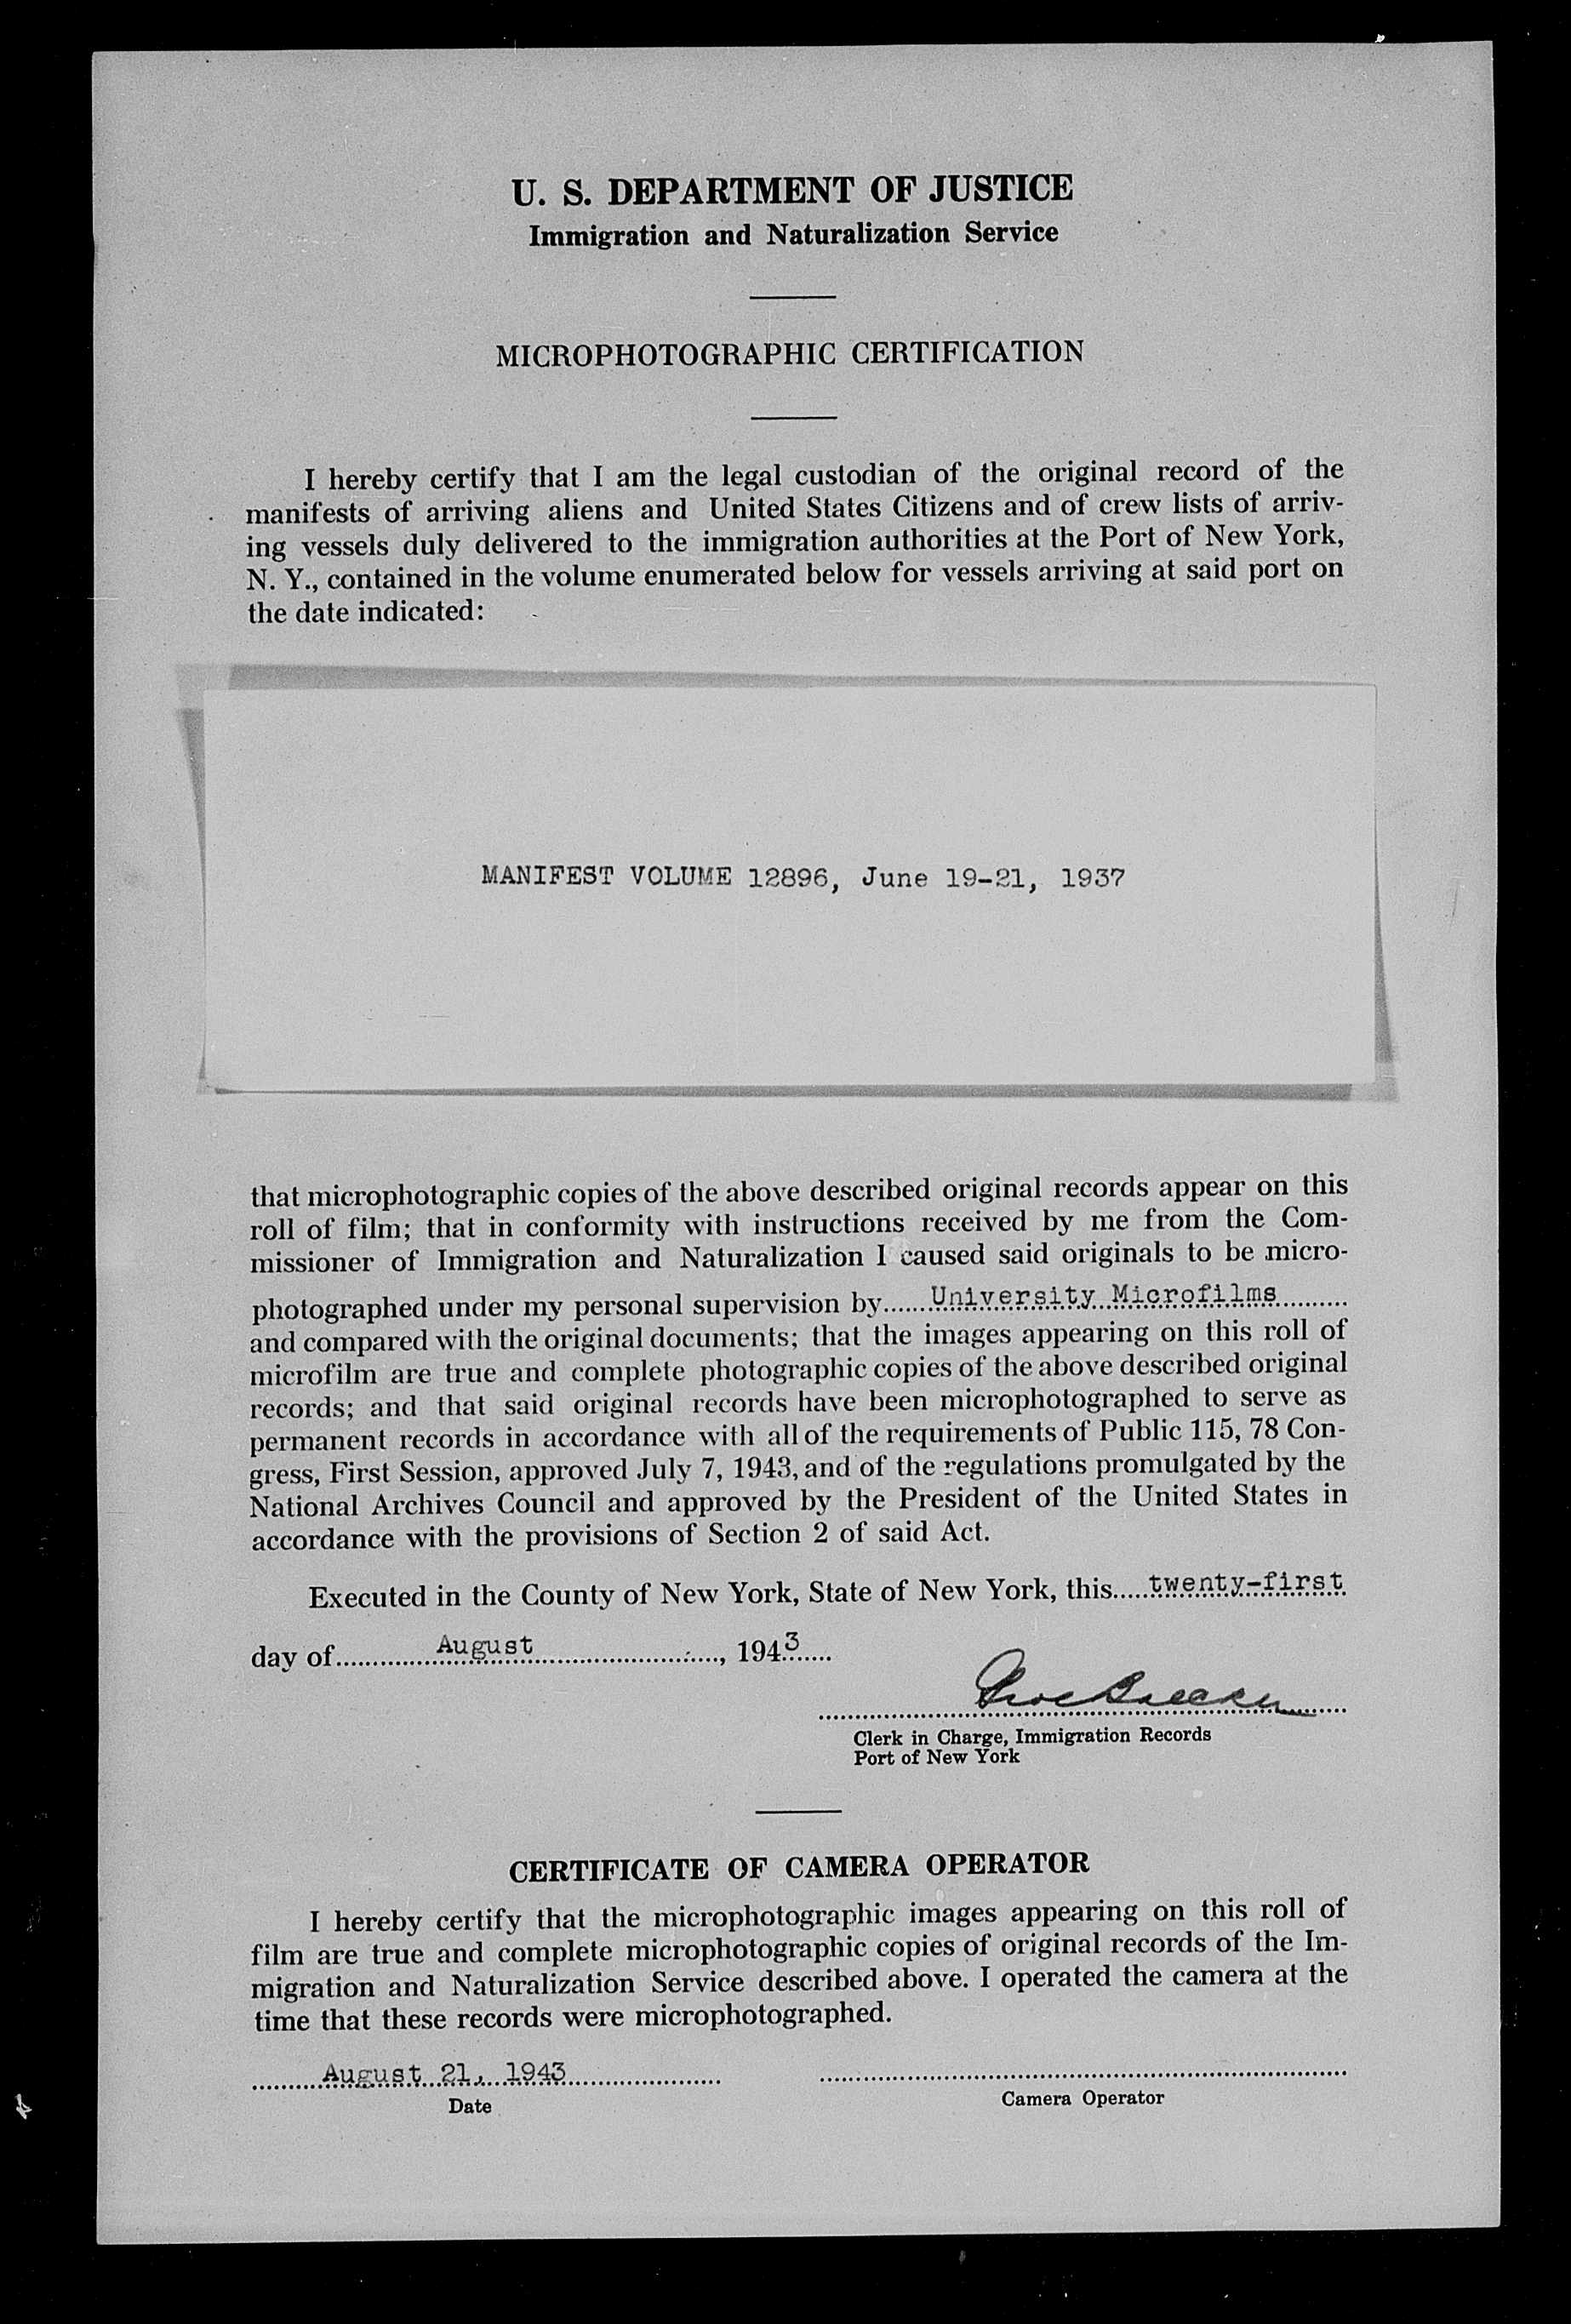 U. S. DEPARTMENT OF JUSTICE
Immigration and Naturalization Service
MICROPHOTOGRAPHIC CERTIFICATION
I hereby certify that I am the legal custodian of the original record of the
manifests of arriving aliens and United States Citizens and of crew lists of arriv-
ing vessels duly delivered to the immigration authorities at the Port of New York,
N. Y., contained in the volume enumerated below for vessels arriving at said port on
the date indicated:
MANIFEST VOLUME 12896, June 19-21, 1937
that microphotographic copies of the above described original records appear on this
roll of film; that in conformity with instructions received by me from the Com-
missioner of Immigration and Naturalization I caused said originals to be micro-
photographed under my personal supervision by......University Microfilms..........
and compared with the original documents; that the images appearing on this roll of
microfilm are true and complete photographic copies of the above described original
records; and that said original records have been microphotographed to serve as
permanent records in accordance with all of the requirements of Public 115, 78 Con-
gress, First Session, approved July 7, 1943, and of the regulations promulgated by the
National Archives Council and approved by the President of the United States in
accordance with the provisions of Section 2 of said Act.
Executed in the County of New York, State of New York, this.....twenty-first
day of..............August.........................., 1943.......
Clerk in Charge, Immigration Records
Port of New York
CERTIFICATE OF CAMERA OPERATOR
I hereby certify that the microphotographic images appearing on this roll of
film are true and complete microphotographic copies of original records of the Im-
migration and Naturalization Service described above. I operated the camera at the
time that these records were microphotographed.
August 21, 1943
Date
Camera Operator